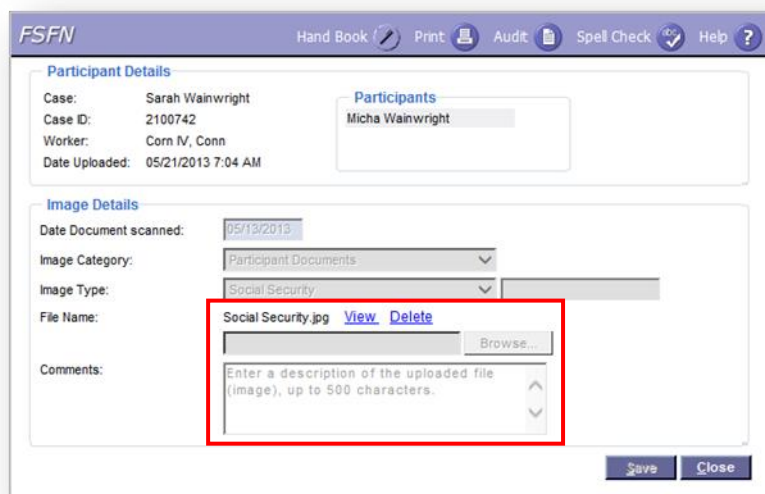 FSFN
Hand Book Print Audit Spell Check abc Help ?
Participant Details
Case: Sarah Wainwright
Case ID: 2100742
Worker: Corn IV, Conn
Date Uploaded: 05/21/2013 7:04 AM
Participants
Micha Wainwright
Image Details
Date Document scanned: 05/13/2013
Image Category: Participant Documents
Image Type: Social Security
File Name: Social Security.jpg View Delete
Browse...
Comments: Enter a description of the uploaded file
(image), up to 500 characters.
Save Close